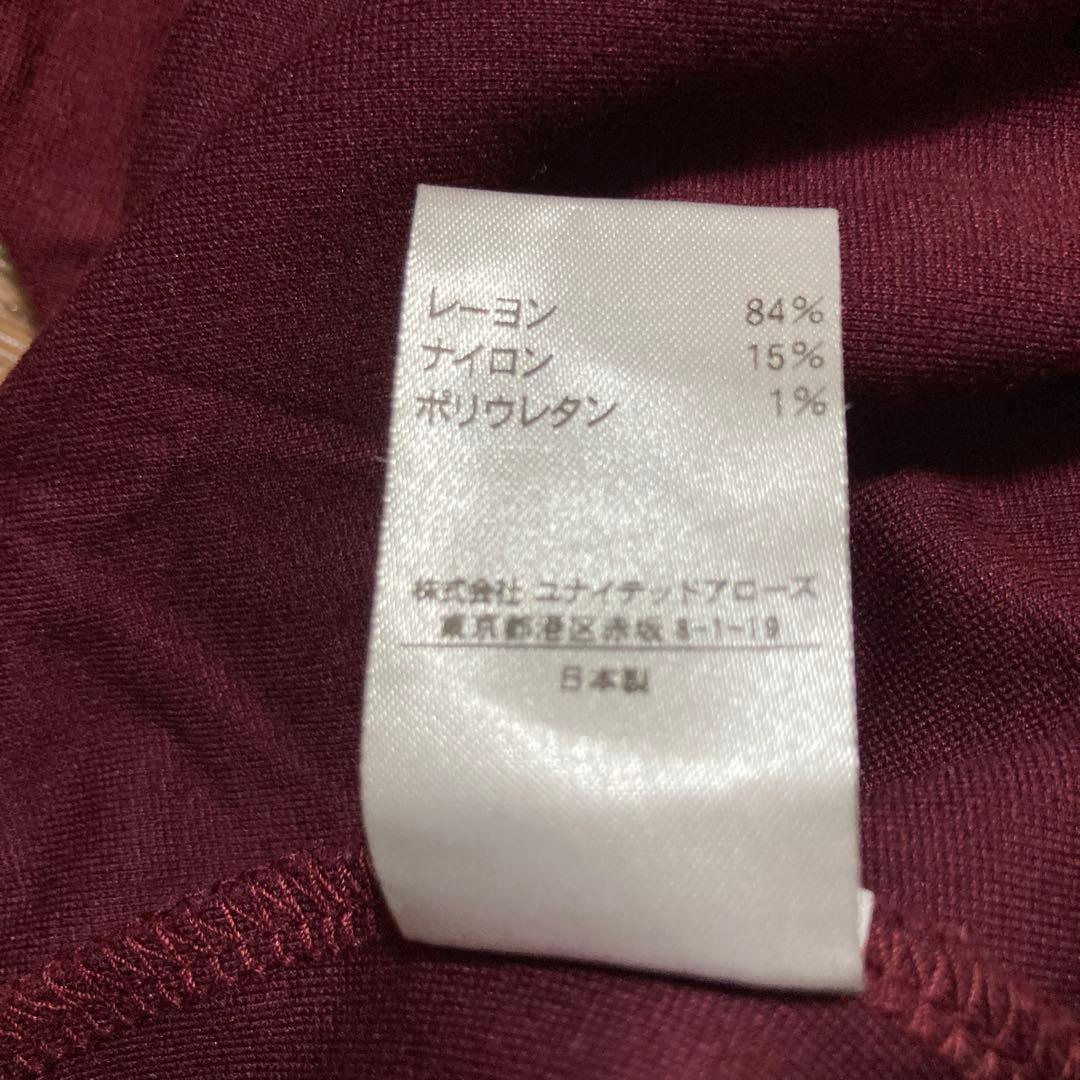 レーヨン 84%
ナイロン 15%
ポリウレタン 1%
株式会社 ユナイテッドアローズ
東京都港区赤坂 8-1-19
日本製